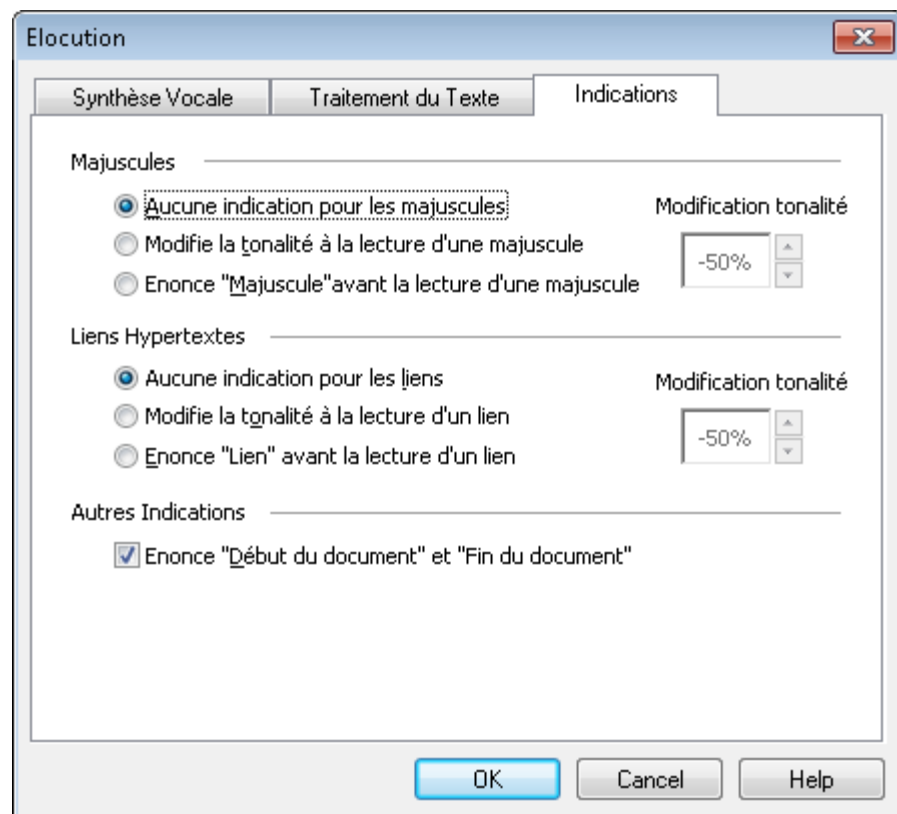 Elocution
Synthèse Vocale
Traitement du Texte
Indications
Majuscules
Aucune indication pour les majuscules
Modification tonalité
Modifie la tonalité à la lecture d'une majuscule
-50%
Enonce "Majuscule"avant la lecture d'une majuscule
Liens Hypertextes
Aucune indication pour les liens
Modification tonalité
Modifie la tonalité à la lecture d'un lien
-50%
Enonce "Lien" avant la lecture d'un lien
Autres Indications
Enonce "Début du document" et "Fin du document"
OK
Cancel
Help